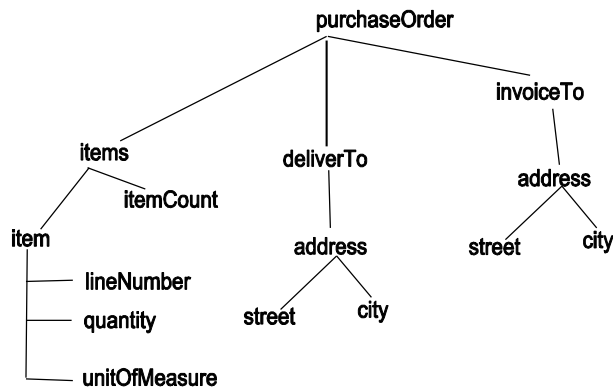 purchaseOrder
invoiceTo
items
deliverTo
address
itemCount
item
address
street
city
lineNumber
quantity
street
city
unitOfMeasure